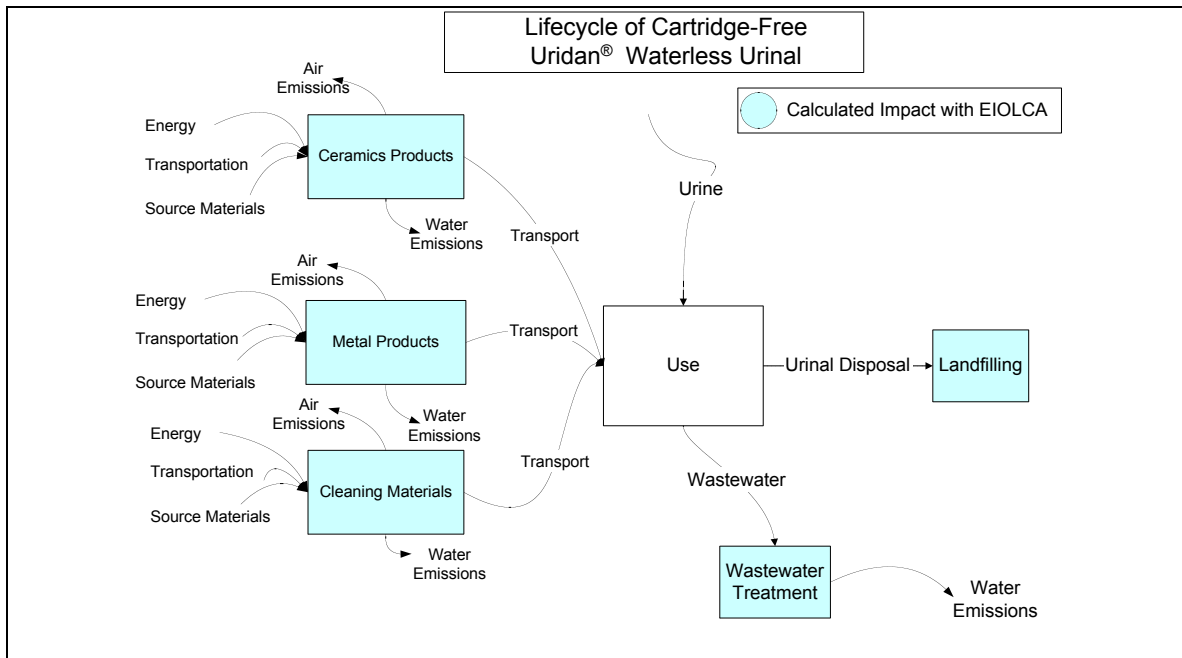 Lifecycle of Cartridge-Free
Uridan® Waterless Urinal
Calculated Impact with EIOLCA
Air
Emissions
Energy
Transportation
Source Materials
Ceramics Products
Water
Emissions
Transport
Urine
Air
Emissions
Energy
Transportation
Source Materials
Metal Products
Water
Emissions
Transport
Use
Urinal Disposal
Landfilling
Air
Emissions
Energy
Transportation
Source Materials
Cleaning Materials
Water
Emissions
Transport
Wastewater
Wastewater
Treatment
Water
Emissions